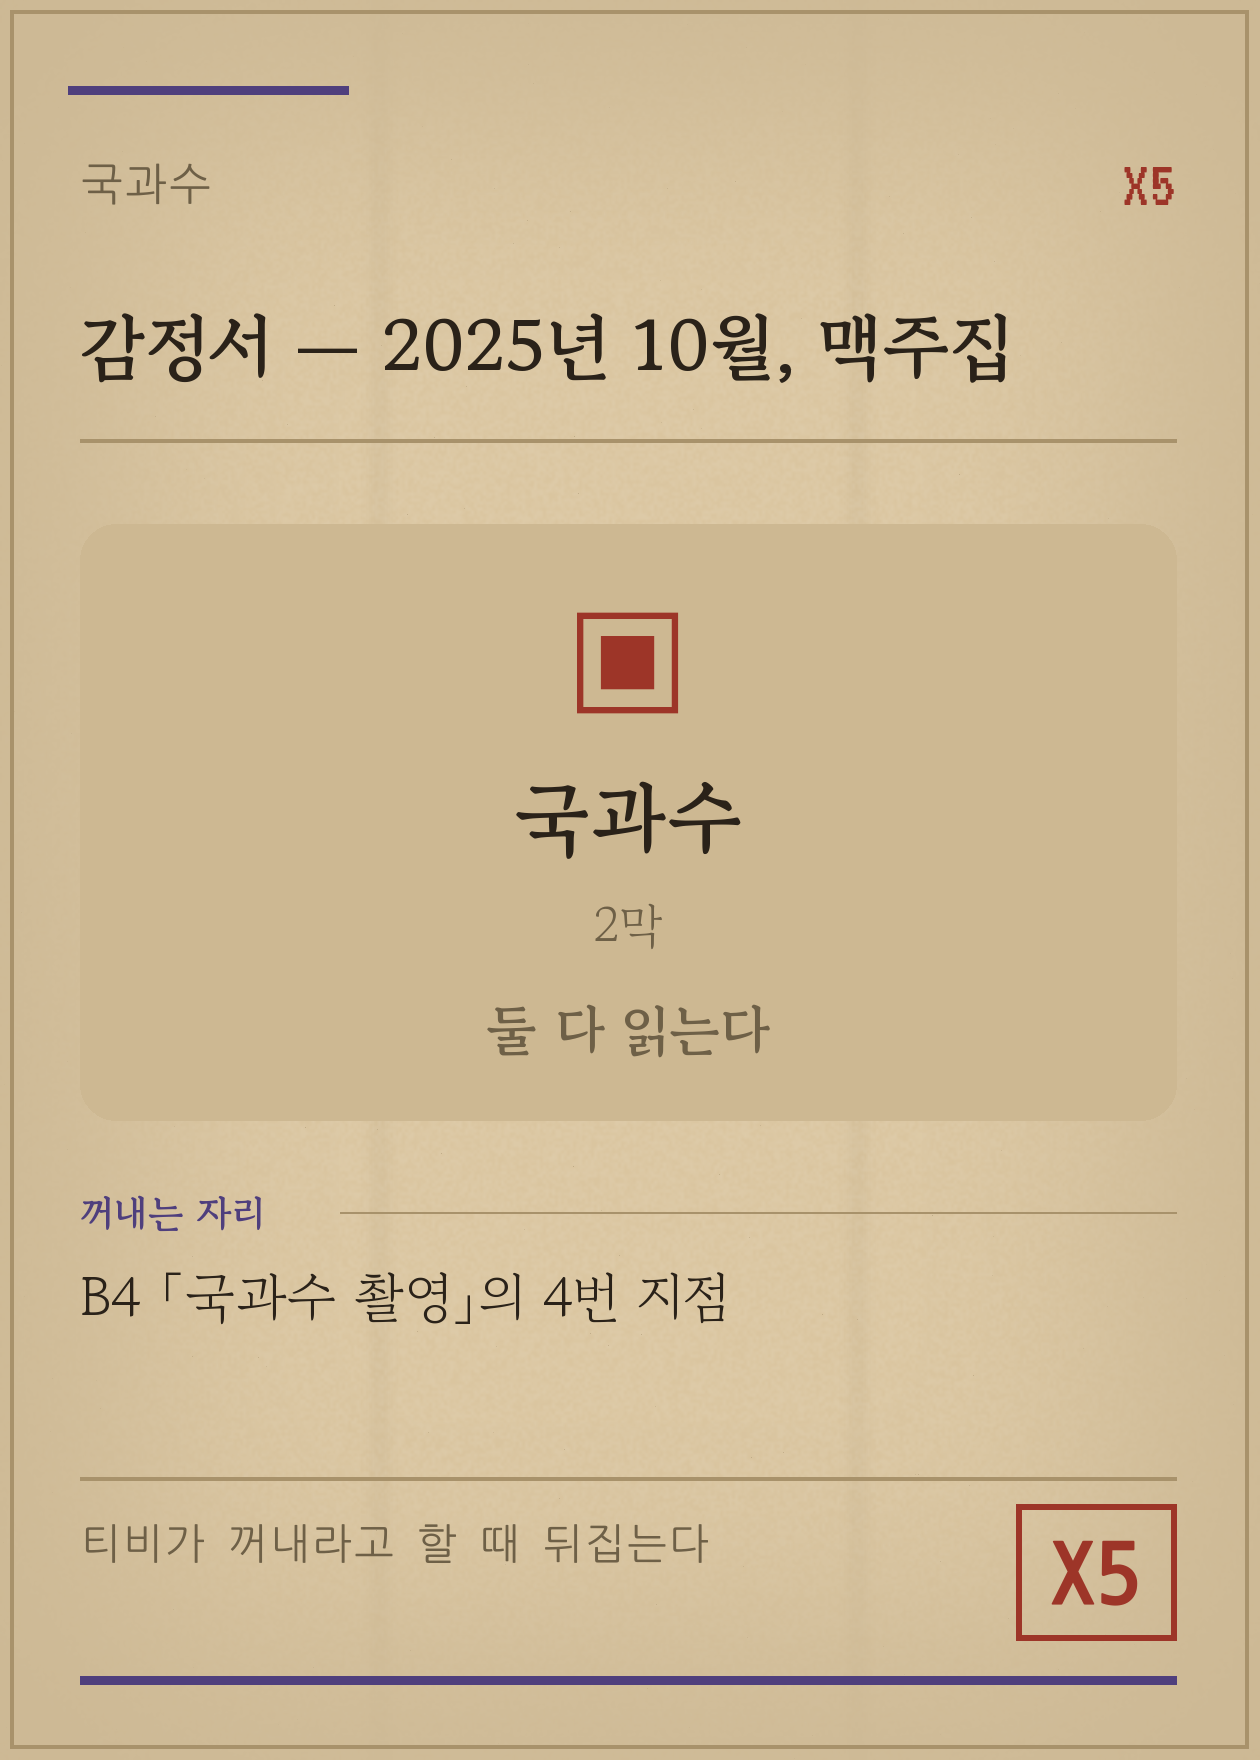 국과수
X5
감정서 — 2025년 10월, 맥주집
국과수
2막
둘 다 읽는다
꺼내는 자리
B4 「국과수 촬영」의 4번 지점
티비가 꺼내라고 할 때 뒤집는다
X5